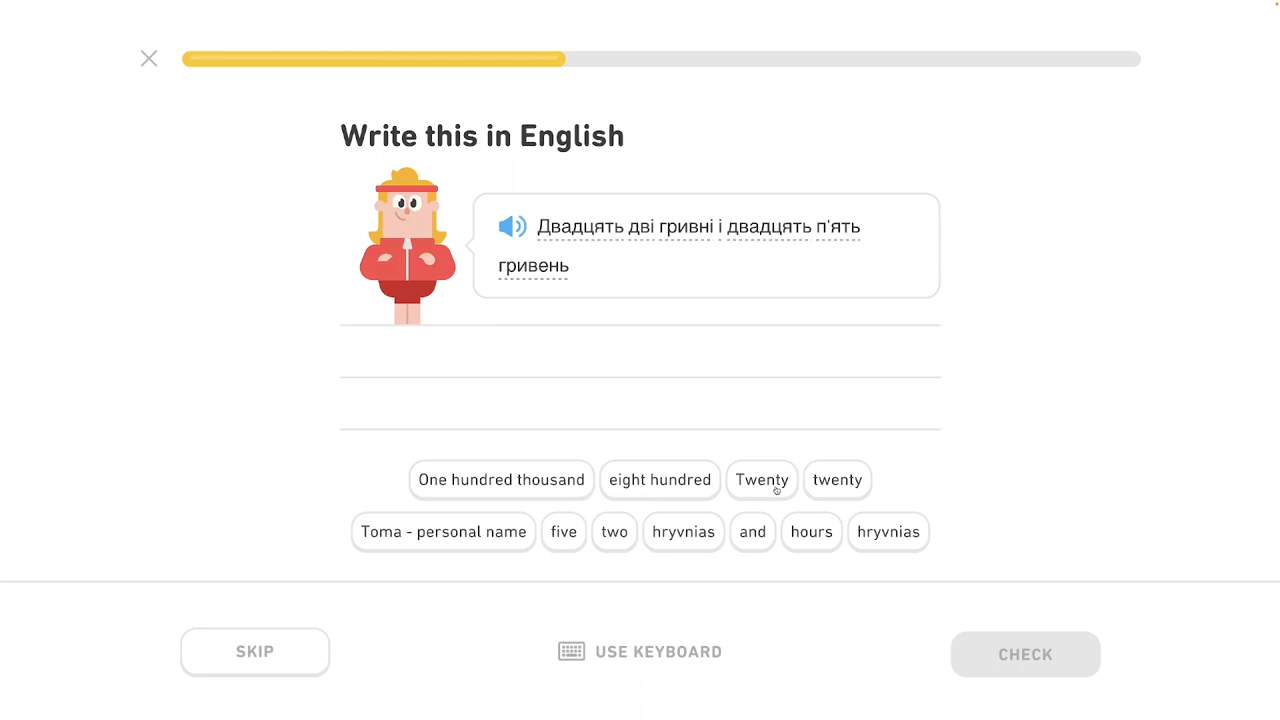 Write this in English
Двадцять дві гривні і двадцять п'ять
гривень
One hundred thousand eight hundred Twenty twenty
Toma - personal name five two hryvnias and hours hryvnias
SKIP USE KEYBOARD CHECK